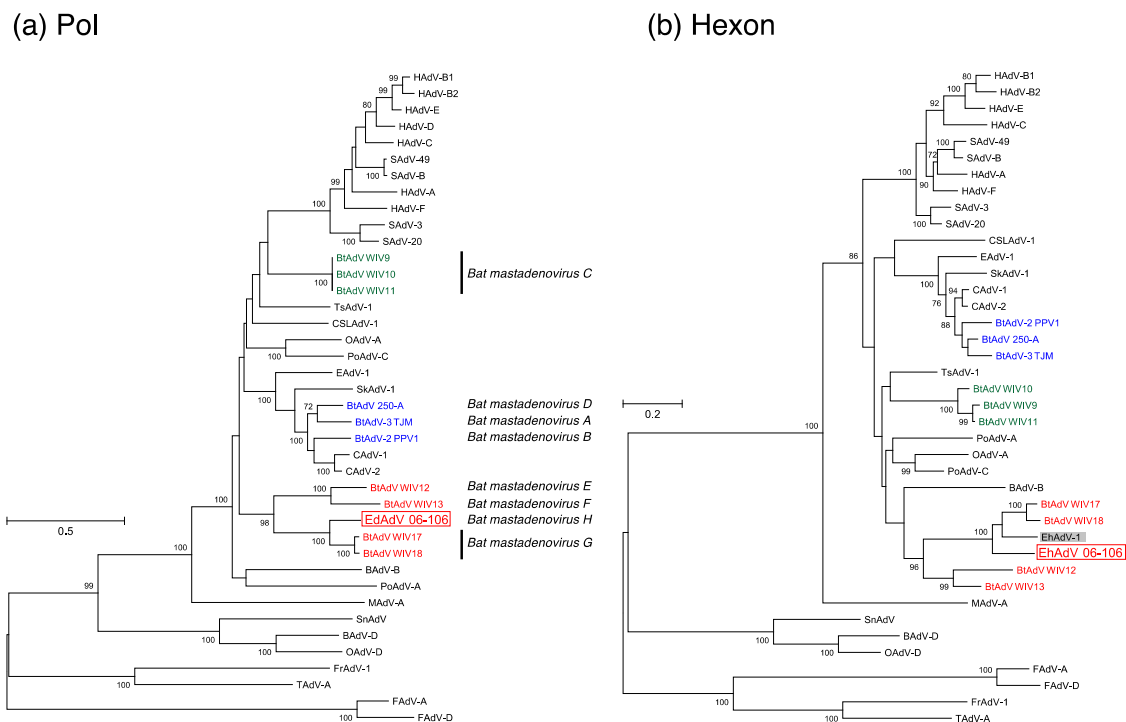 (a) Pol
99
HAdV-B1
99
HAdV-B2
80
HAdV-E
HAdV-D
HAdV-C
99
SAdV-49
100
SAdV-B
HAdV-A
100
HAdV-F
SAdV-3
100
SAdV-20
BtAdV WIV9
BtAdV WIV10
Bat mastadenovirus C
BtAdV WIV11
TsAdV-1
CSLAdV-1
OAdV-A
100
PoAdV-C
EAdV-1
100
SkAdV-1
72
BtAdV 250-A
Bat mastadenovirus D
BtAdV-3 TJM
Bat mastadenovirus A
100
BtAdV-2 PPV1
Bat mastadenovirus B
CAdV-1
100
CAdV-2
100
BtAdV WIV12
Bat mastadenovirus E
100
BtAdV WIV13
Bat mastadenovirus F
98
EdAdV 06-106
Bat mastadenovirus H
100
BtAdV WIV17
Bat mastadenovirus G
100
BtAdV WIV18
0.5
100
BAdV-B
PoAdV-A
99
MAdV-A
SnAdV
100
BAdV-D
100
OAdV-D
FrAdV-1
100
TAdV-A
FAdV-A
100
FAdV-D
(b) Hexon
80
HAdV-B1
100
HAdV-B2
92
HAdV-E
HAdV-C
100
SAdV-49
72
SAdV-B
100
HAdV-A
90
HAdV-F
SAdV-3
100
SAdV-20
CSLAdV-1
86
EAdV-1
100
SkAdV-1
94
CAdV-1
76
CAdV-2
88
BtAdV-2 PPV1
BtAdV 250-A
BtAdV-3 TJM
TsAdV-1
BtAdV WIV10
100
BtAdV WIV9
99
BtAdV WIV11
0.2
100
PoAdV-A
OAdV-A
99
PoAdV-C
BAdV-B
100
BtAdV WIV17
100
BtAdV WIV18
EhAdV-1
EhAdV 06-106
96
BtAdV WIV12
99
BtAdV WIV13
MAdV-A
SnAdV
100
BAdV-D
100
OAdV-D
100
FAdV-A
FAdV-D
100
FrAdV-1
100
TAdV-A